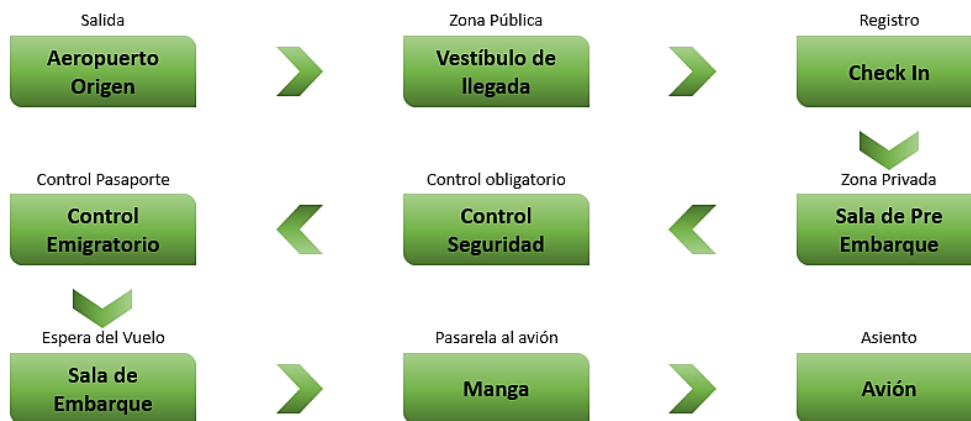 Salida
Aeropuerto
Origen
Zona Pública
Vestíbulo de
llegada
Registro
Check In
Zona Privada
Sala de Pre
Embarque
Control obligatorio
Control
Seguridad
Control Pasaporte
Control
Emigratorio
Espera del Vuelo
Sala de
Embarque
Pasarela al avión
Manga
Asiento
Avión